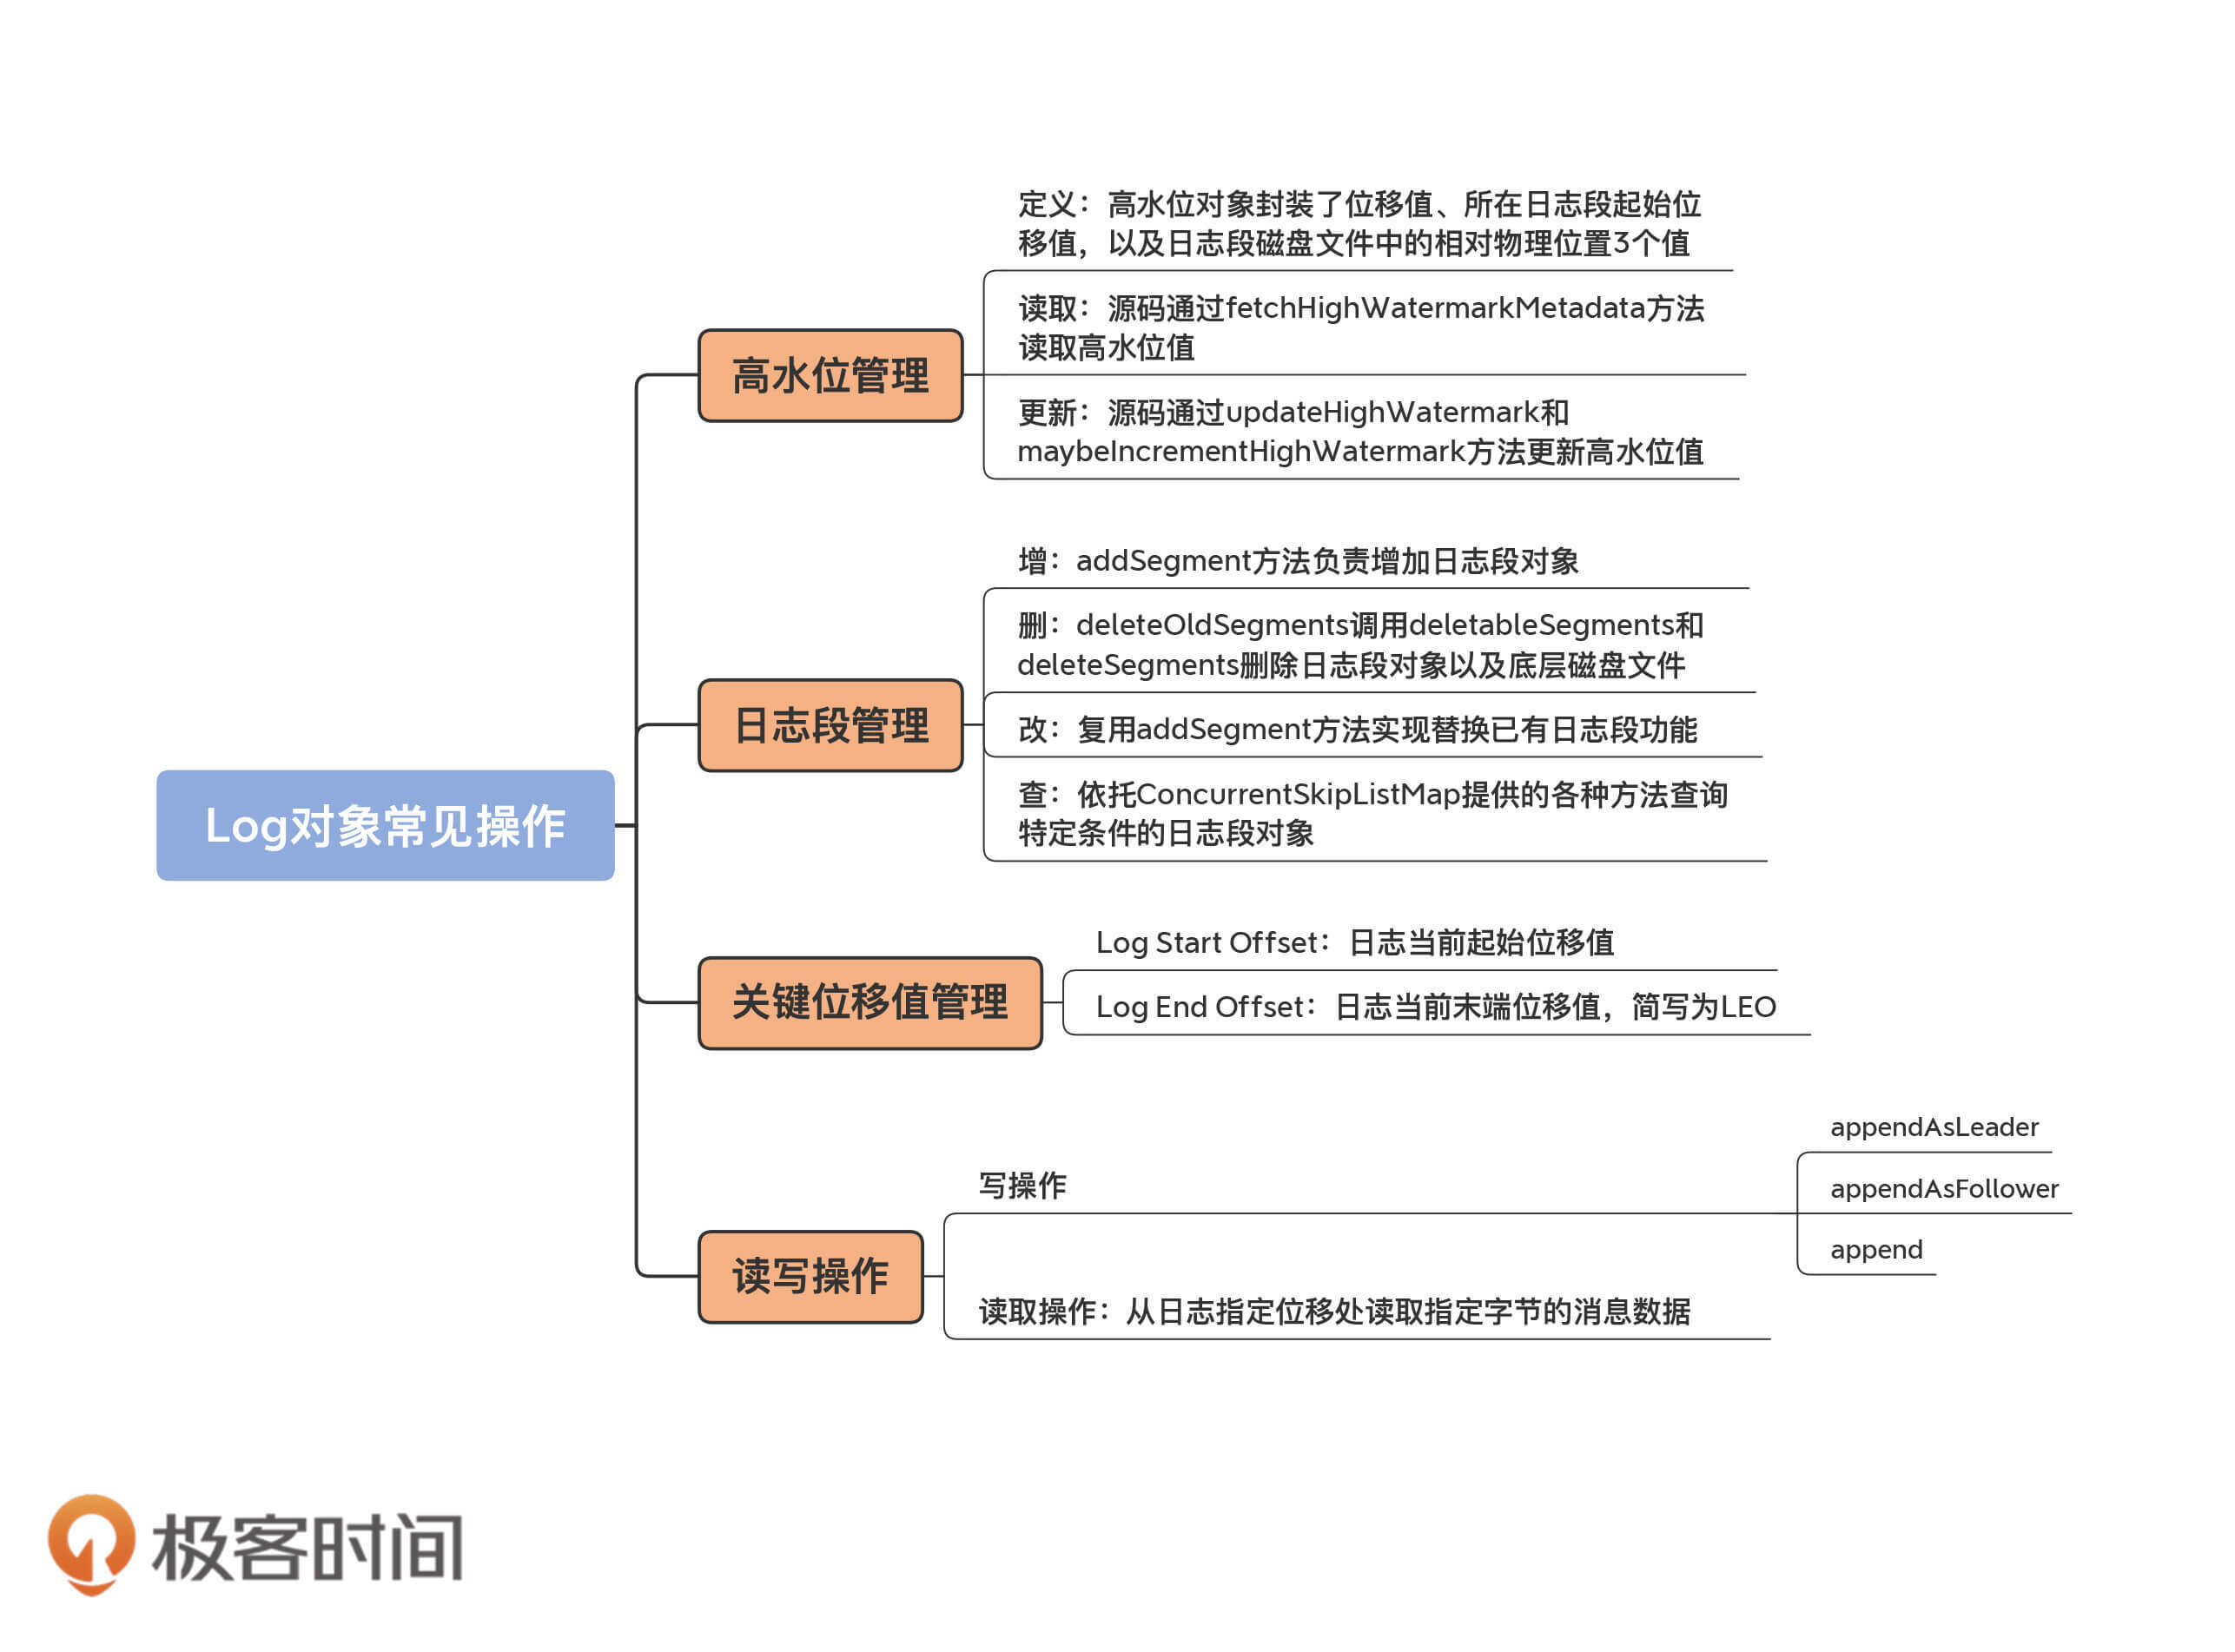 定义：高水位对象封装了位移值、所在日志段起始位
移值，以及日志段磁盘文件中的相对物理位置3个值
读取：源码通过fetchHighWatermarkMetadata方法
读取高水位值
高水位管理
更新：源码通过updateHighWatermark和
maybeIncrementHighWatermark方法更新高水位值
增：addSegment方法负责增加日志段对象
删：deleteOldSegments调用deletableSegments和
deleteSegments删除日志段对象以及底层磁盘文件
日志段管理
改：复用addSegment方法实现替换已有日志段功能
查：依托ConcurrentSkipListMap提供的各种方法查询
特定条件的日志段对象
Log对象常见操作
Log Start Offset：日志当前起始位移值
关键位移值管理
Log End Offset：日志当前末端位移值，简写为LEO
appendAsLeader
写操作
appendAsFollower
append
读写操作
读取操作：从日志指定位移处读取指定字节的消息数据
极客时间